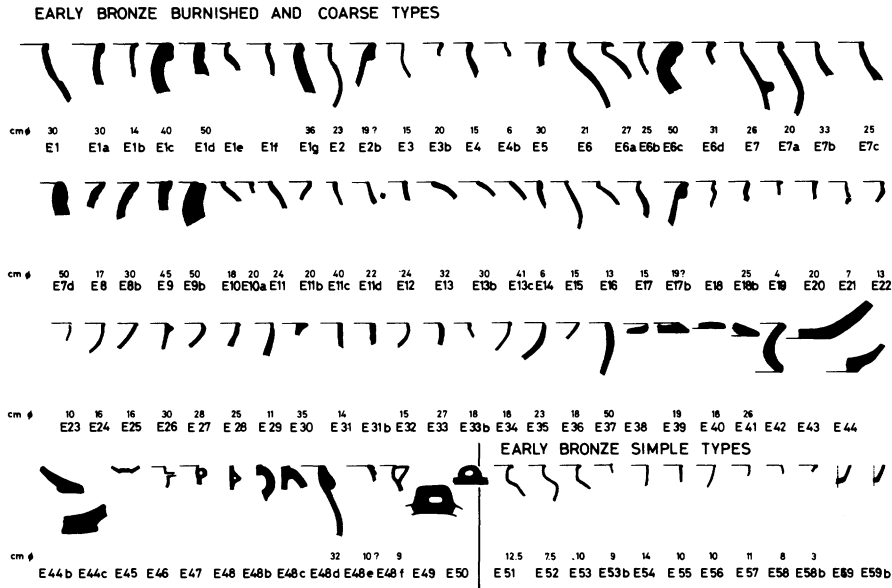 EARLY BRONZE BURNISHED AND COARSE TYPES
cm ϕ 30 30 14 40 50 36 23 19? 15 20 15 6 30 21 27 25 50 31 26 20 33 25
E1 E1a E1b E1c E1d E1e E1f E1g E2 E2b E3 E3b E4 E4b E5 E6 E6a E6b E6c E6d E7 E7a E7b E7c
cm ϕ 50 17 30 45 50 18 20 24 20 40 22 24 32 30 41 6 15 13 15 19? 25 4 20 7 13
E7d E8 E8b E9 E9b E10 E10a E11 E11b E11c E11d E12 E13 E13b E13c E14 E15 E16 E17 E17b E18 E18b E19 E20 E21 E22
cm ϕ 10 16 16 30 28 25 11 30 14 15 27 18 18 23 18 50 19 18 26
E23 E24 E25 E26 E27 E28 E29 E30 E31 E31b E32 E33 E33b E34 E35 E36 E37 E38 E39 E40 E41 E42 E43 E44
EARLY BRONZE SIMPLE TYPES
cm ϕ 32 10? 9 12.5 7.5 .10 9 14 10 10 11 8 3
E44b E44c E45 E46 E47 E48 E48b E48c E48d E48e E48f E49 E50 E51 E52 E53 E53b E54 E55 E56 E57 E58 E58b E59 E59b